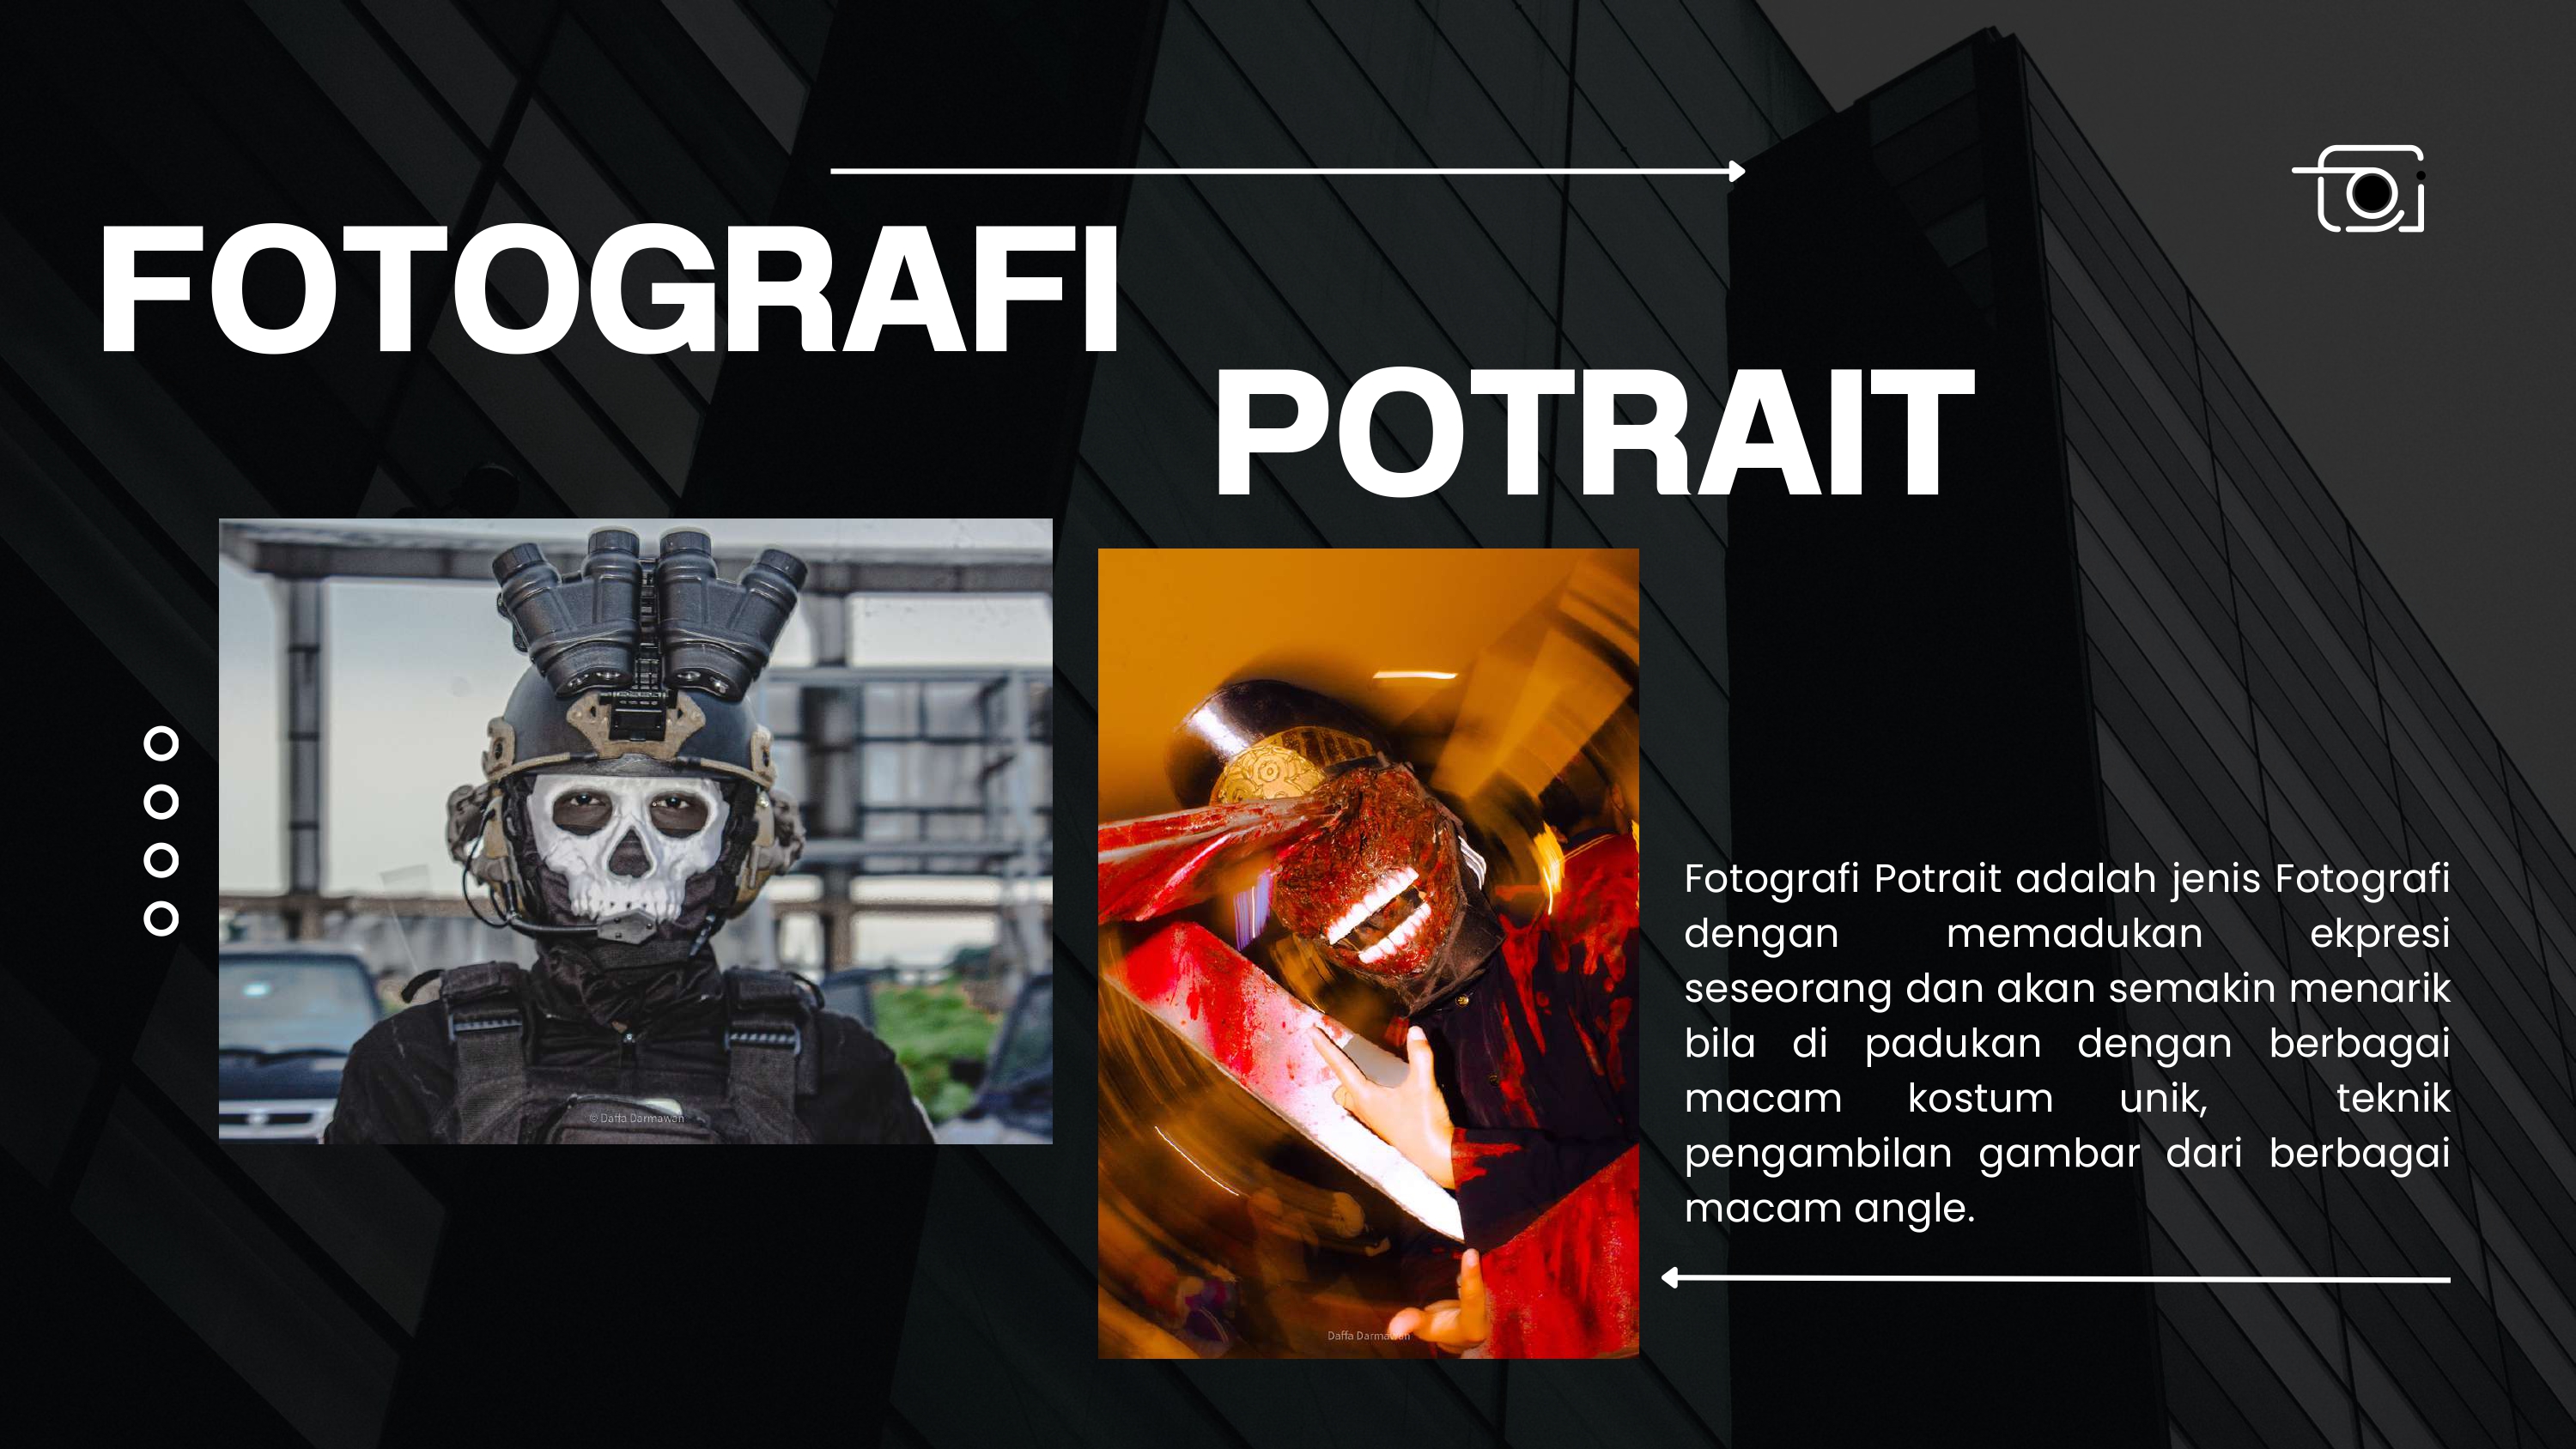 FOTOGRAFI
POTRAIT
Fotografi Potrait adalah jenis Fotografi
dengan memadukan ekpresi
seseorang dan akan semakin menarik
bila di padukan dengan berbagai
macam kostum unik, teknik
pengambilan gambar dari berbagai
macam angle.
© Daffa Darmawan
Daffa Darmawan